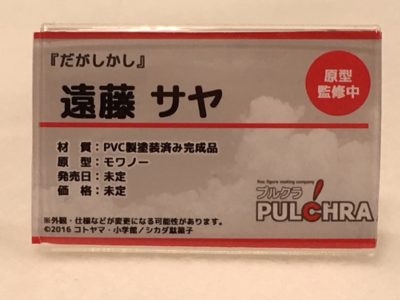 『だがしかし』
遠藤 サヤ
原型
監修中
材　質：PVC製塗装済み完成品
原　型：モワノー
発売日：未定
価　格：未定
Toy figure making company
プルクラ
PULCHRA
※外観・仕様などが変更になる可能性があります。
©2016 コトヤマ・小学館／シカダ駄菓子